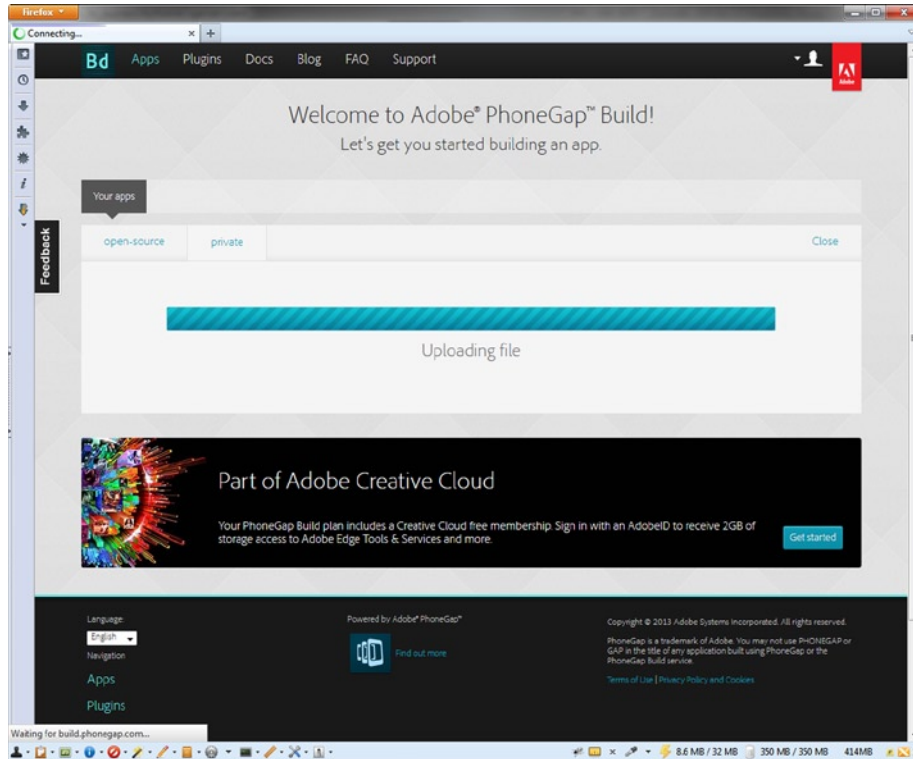 Firefox
Connecting...
Bd Apps Plugins Docs Blog FAQ Support
Adobe
Welcome to Adobe® PhoneGap™ Build!
Let's get you started building an app.
Your apps
Feedback
open-source private Close
Uploading file
Part of Adobe Creative Cloud
Your PhoneGap Build plan includes a Creative Cloud free membership. Sign in with an AdobeID to receive 2GB of
storage access to Adobe Edge Tools & Services and more.
Get started
Language:
English
Navigation
Apps
Plugins
Powered by Adobe® PhoneGap™
Find out more
Copyright © 2013 Adobe Systems Incorporated. All rights reserved.
PhoneGap is a trademark of Adobe. You may not use PHONEGAP or
GAP in the title of any application built using PhoneGap or the
PhoneGap Build service.
Terms of Use | Privacy Policy and Cookies
Waiting for build.phonegap.com...
8.6 MB / 32 MB 350 MB / 350 MB 414MB